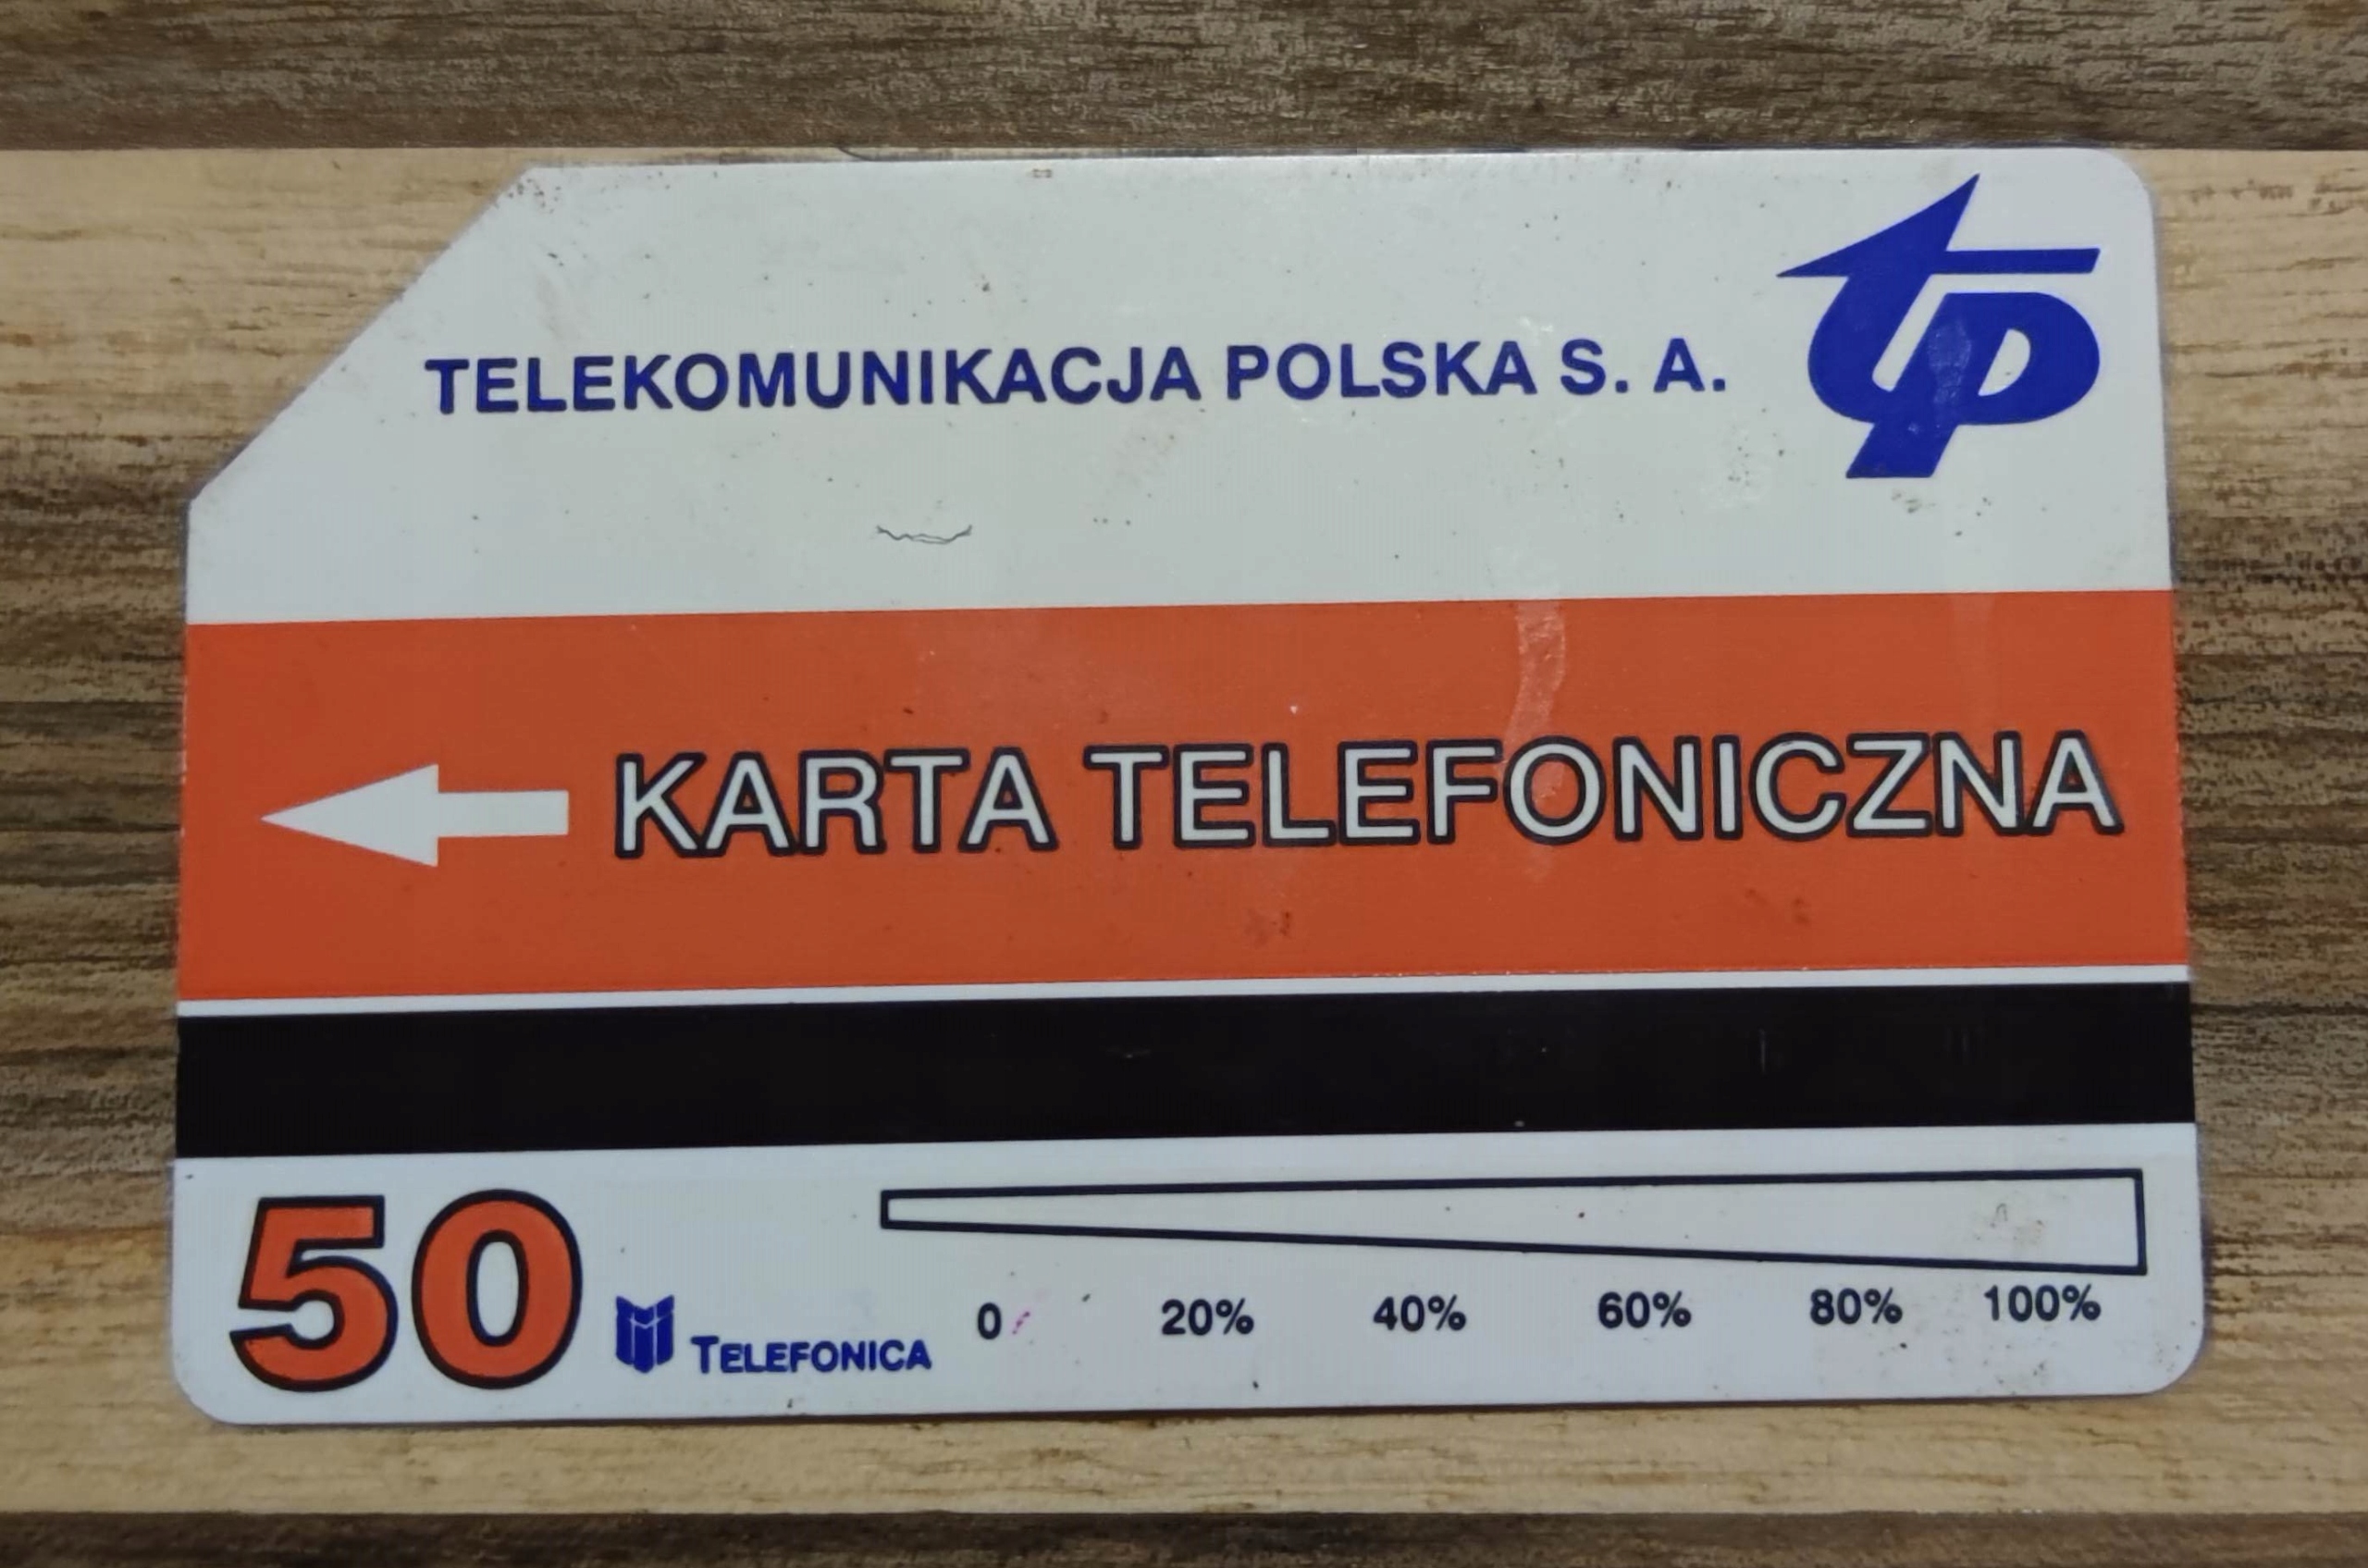 TELEKOMUNIKACJA POLSKA S. A.
tp
KARTA TELEFONICZNA
50
TELEFONICA
0 20% 40% 60% 80% 100%